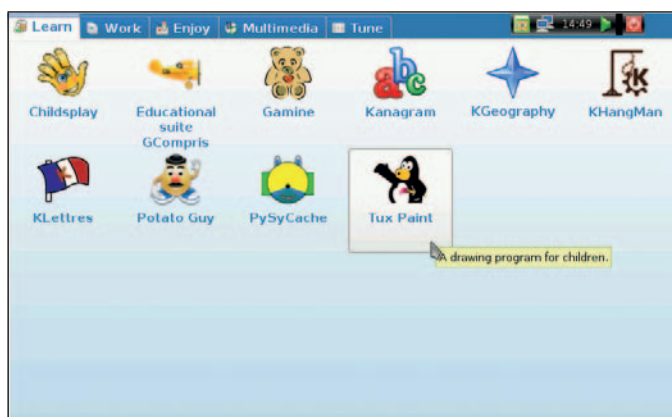 Learn Work Enjoy Multimedia Tune 14:49
Childsplay Educational suite GCompris Gamine Kanagram KGeography KHangMan
KLettres Potato Guy PySyCache Tux Paint
A drawing program for children.